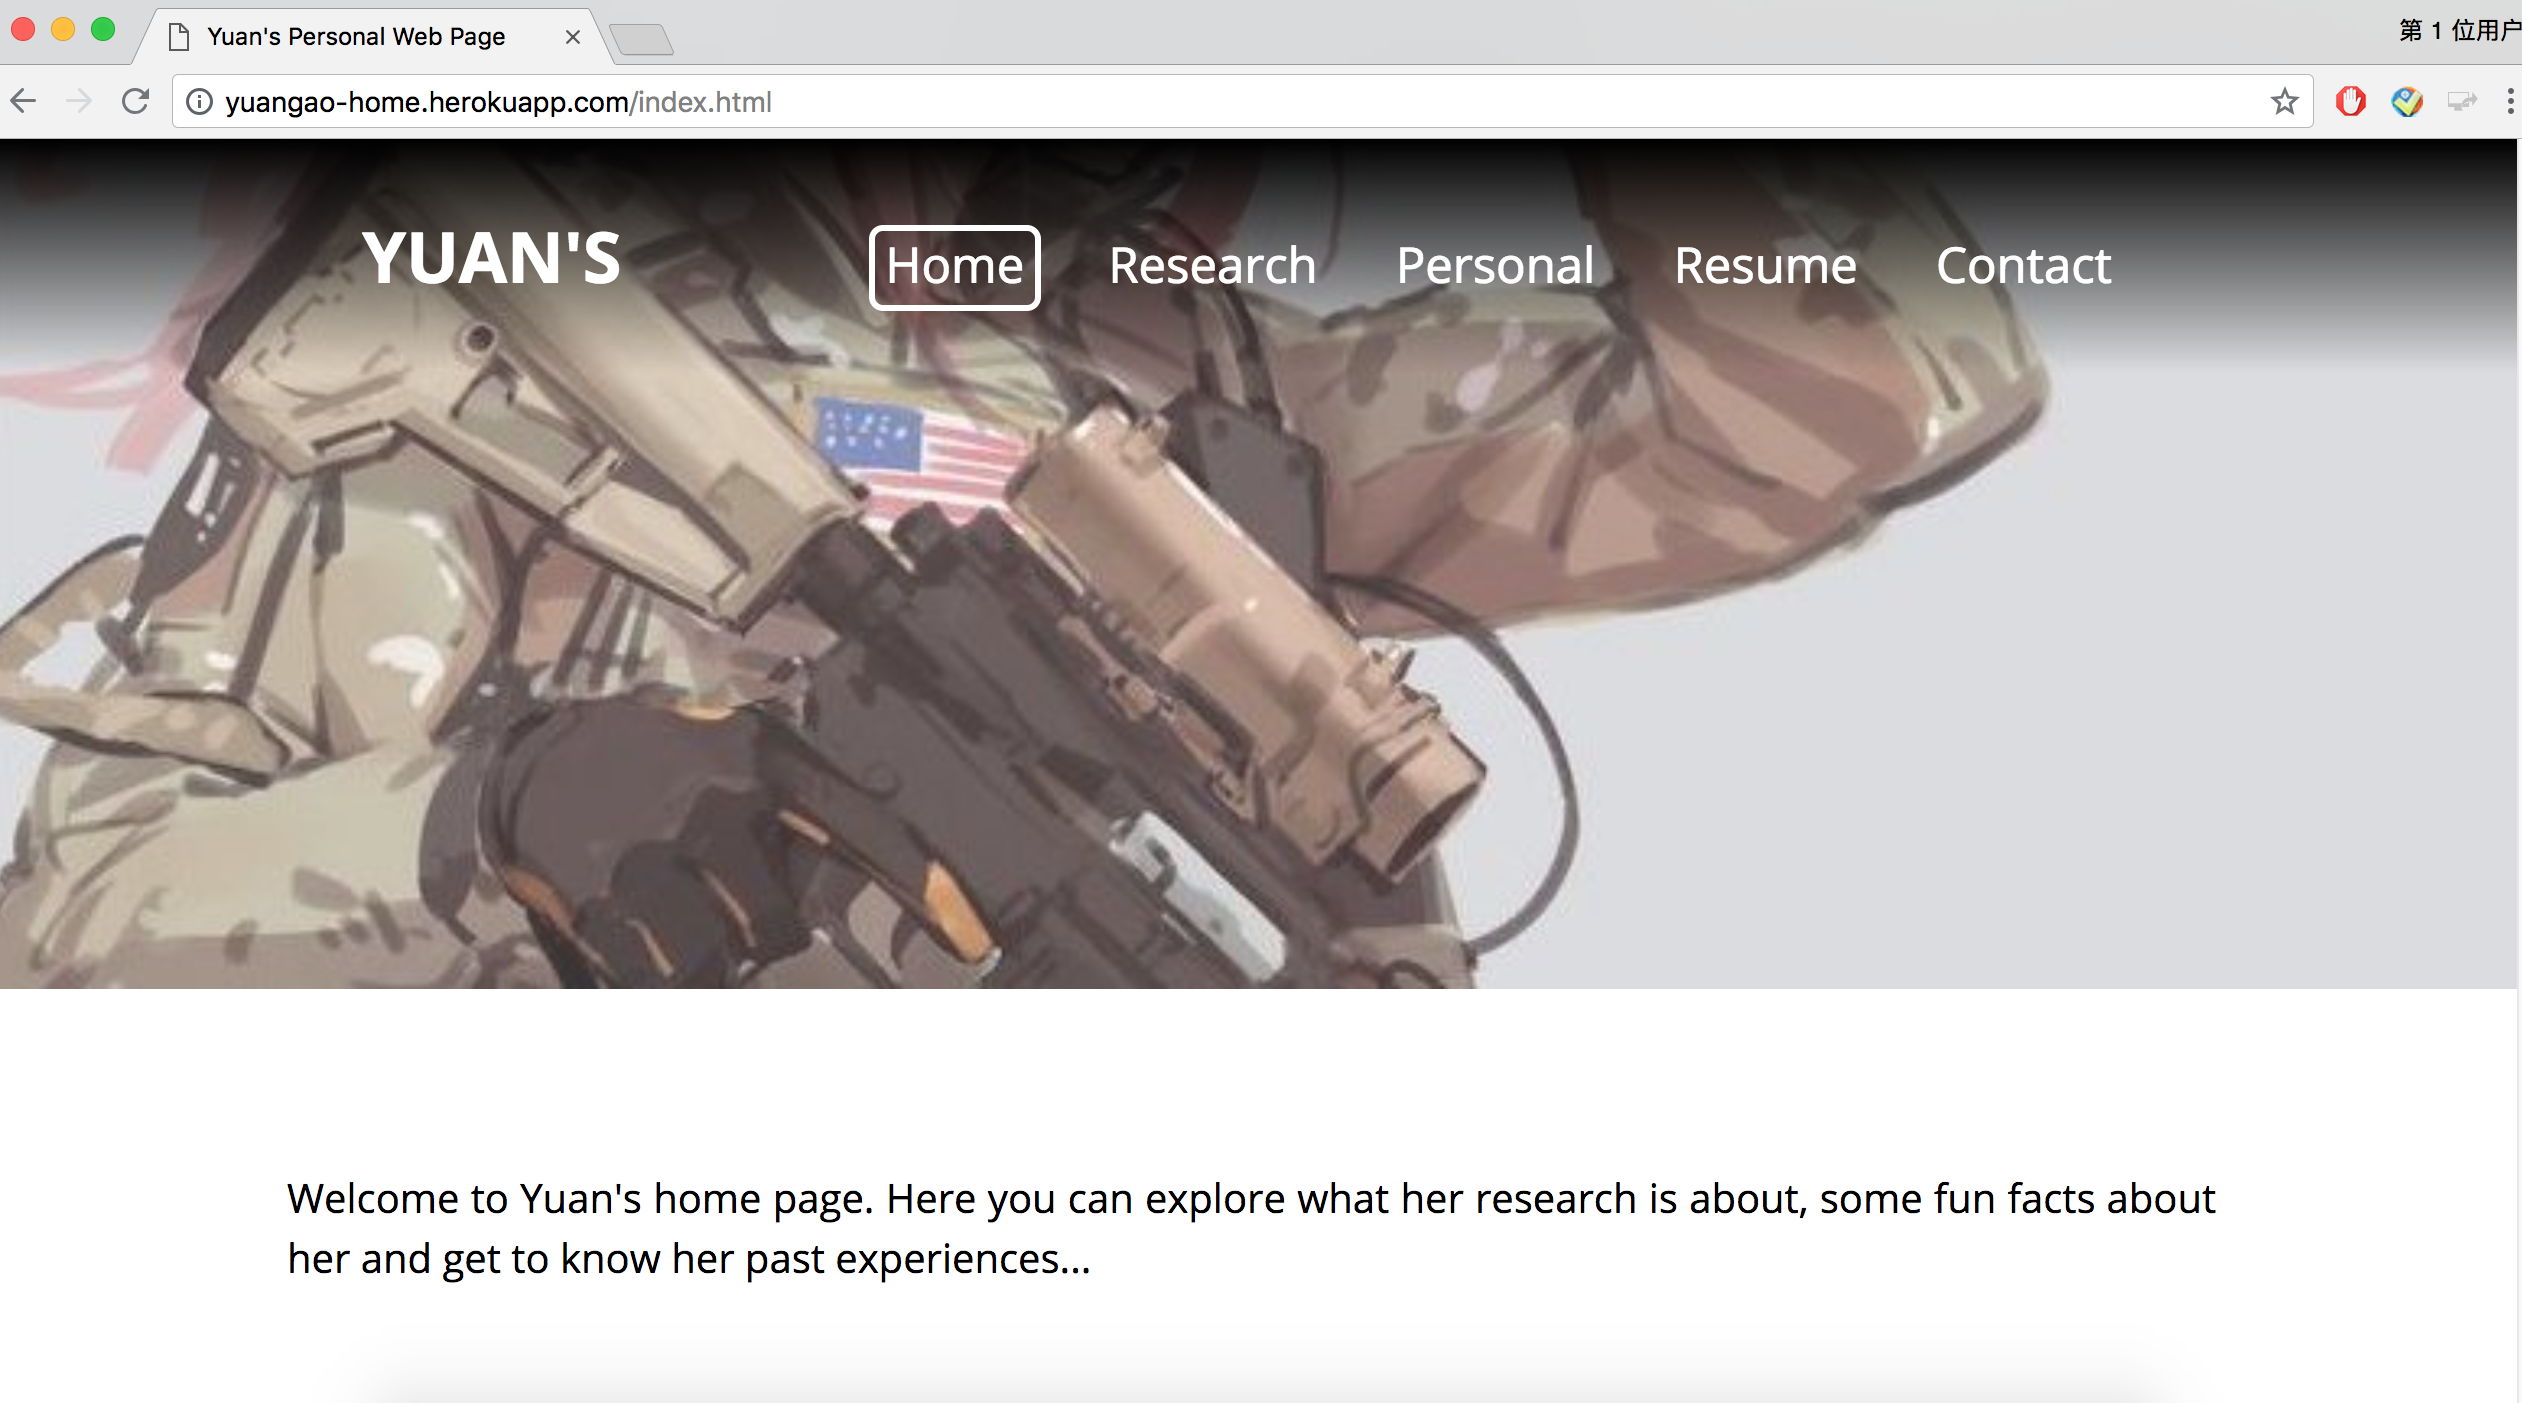 Yuan's Personal Web Page
第 1 位用户
yuangao-home.herokuapp.com/index.html
YUAN'S Home Research Personal Resume Contact
Welcome to Yuan's home page. Here you can explore what her research is about, some fun facts about
her and get to know her past experiences...